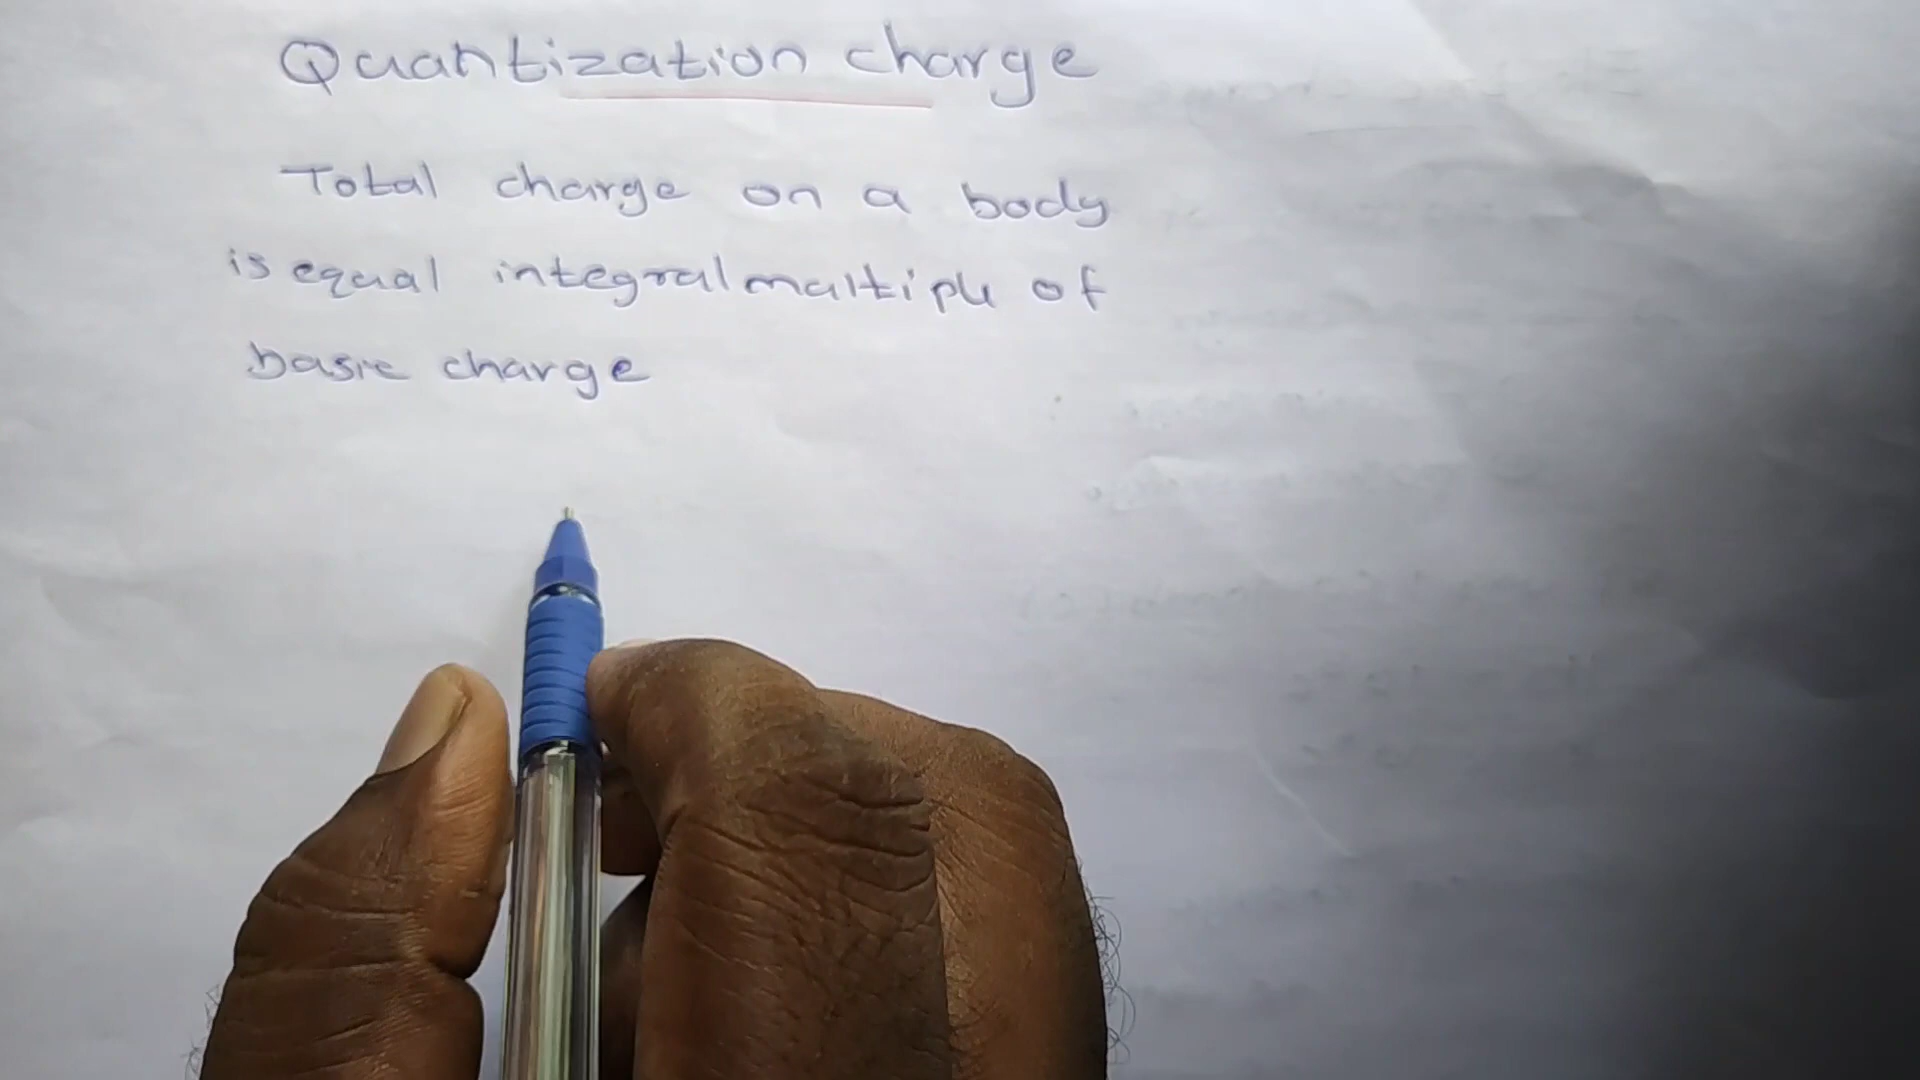 Quantization charge
Total charge on a body
is equal integral multiple of
basic charge